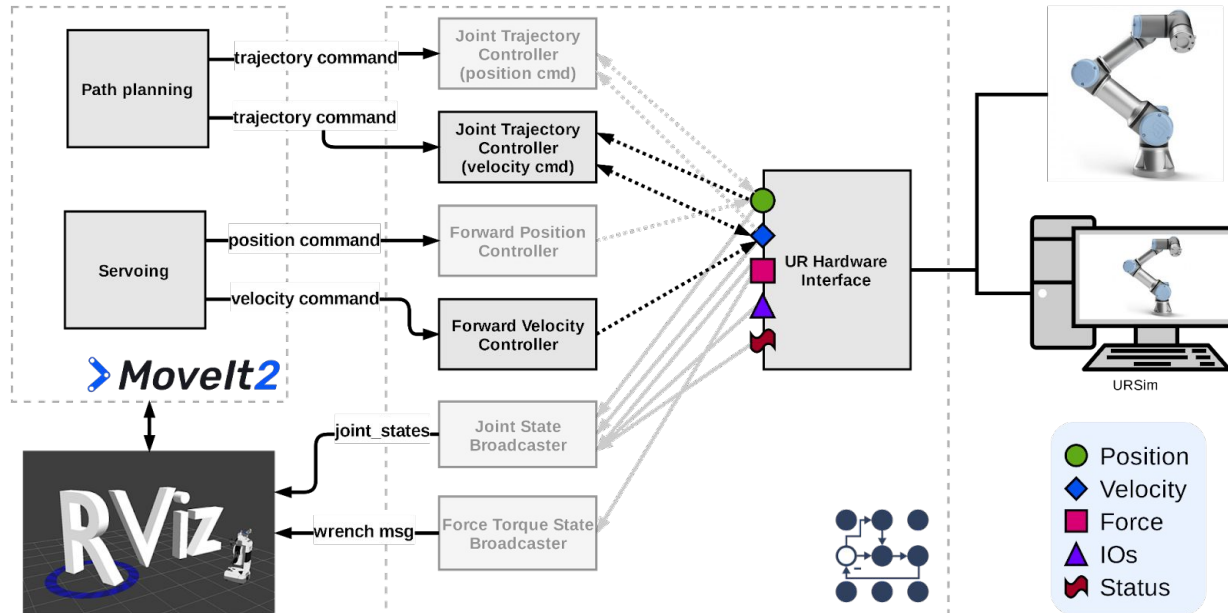 trajectory command
Path planning
trajectory command
Joint Trajectory
Controller
(position cmd)
Joint Trajectory
Controller
(velocity cmd)
Servoing
position command
velocity command
Forward Position
Controller
Forward Velocity
Controller
UR Hardware
Interface
MoveIt2
joint_states
Joint State
Broadcaster
wrench msg
Force Torque State
Broadcaster
RViz
URSim
Position
Velocity
Force
IOs
Status